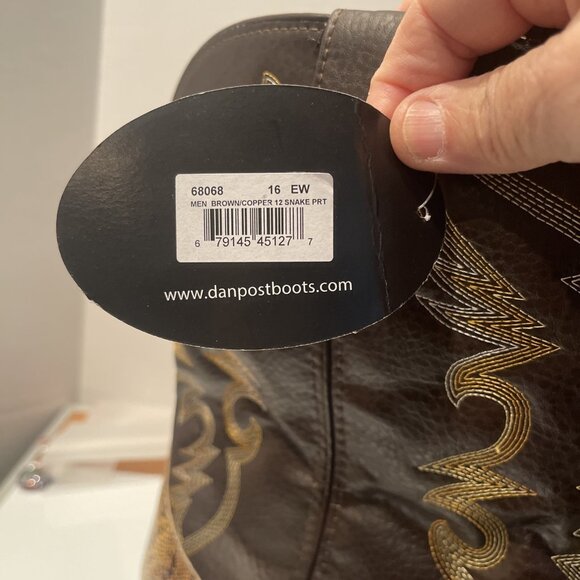 68068 16 EW
MEN BROWN/COPPER 12 SNAKE PRT
6 79145 45127 7
www.danpostboots.com